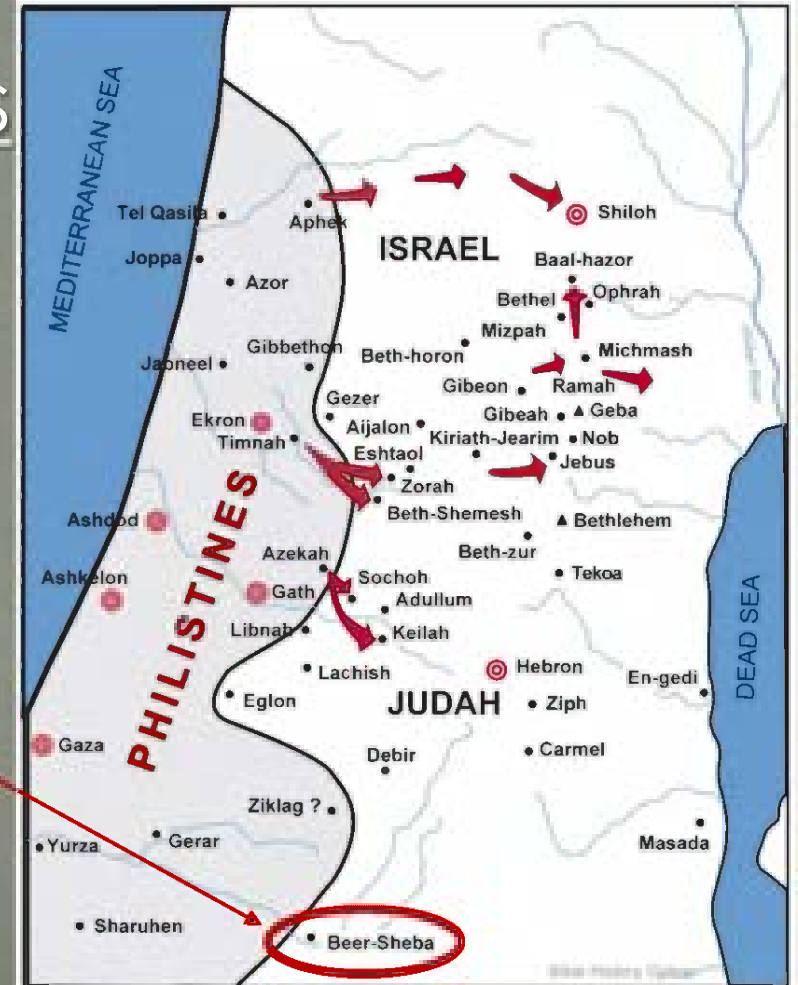 S
MEDITERRANEAN SEA
Tel Qasila
Aphek
Shiloh
ISRAEL
Joppa
Azor
Baal-hazor
Ophrah
Bethel
Mizpah
Gibbethon
Beth-horon
Michmash
Jabneel
Gibeon
Ramah
Gezer
Ekron
Aijalon
Gibeah
Geba
Timnah
Kiriath-Jearim
Nob
Eshtaol
Jebus
Zorah
Beth-Shemesh
Ashdod
Bethlehem
PHILISTINES
Beth-zur
Azekah
Tekoa
Ashkelon
Gath
Sochoh
Adullum
Libnah
Keilah
DEAD SEA
Lachish
Hebron
En-gedi
Eglon
JUDAH
Ziph
Gaza
Carmel
Debir
Ziklag ?
Gerar
Masada
Yurza
Sharuhen
Beer-Sheba